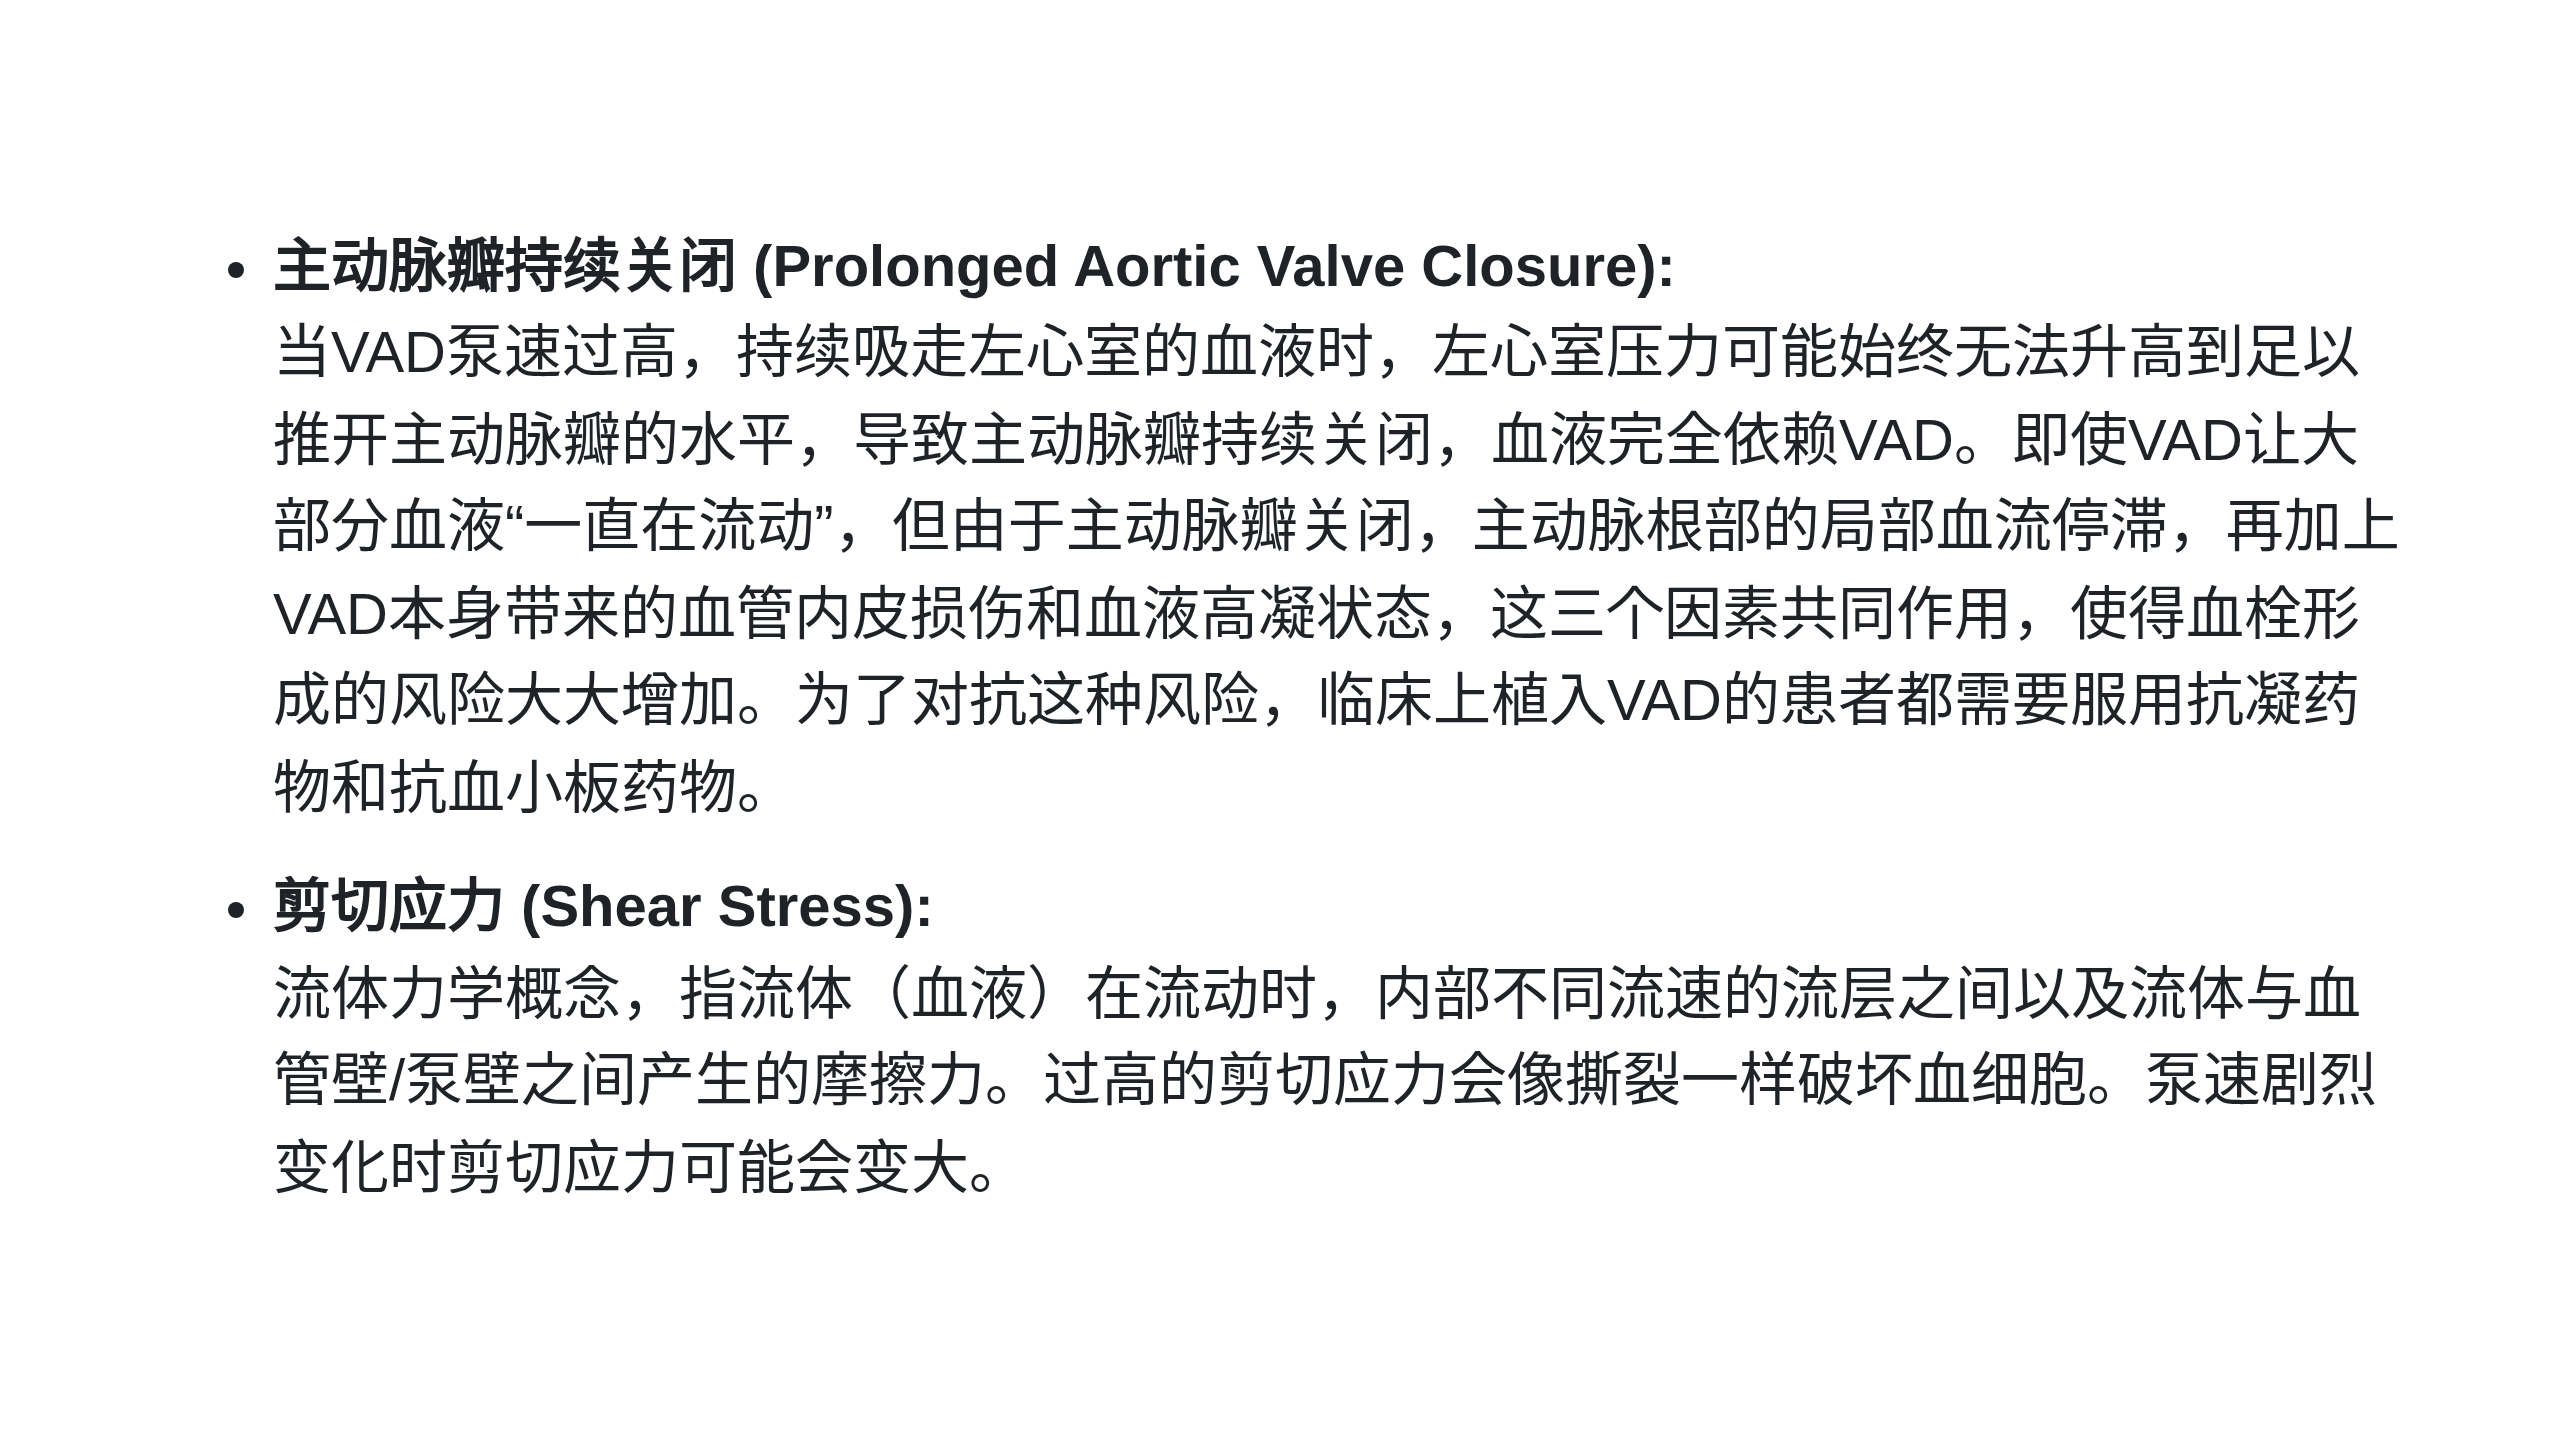 • 主动脉瓣持续关闭 (Prolonged Aortic Valve Closure):
当VAD泵速过高，持续吸走左心室的血液时，左心室压力可能始终无法升高到足以
推开主动脉瓣的水平，导致主动脉瓣持续关闭，血液完全依赖VAD。即使VAD让大
部分血液“一直在流动”，但由于主动脉瓣关闭，主动脉根部的局部血流停滞，再加上
VAD本身带来的血管内皮损伤和血液高凝状态，这三个因素共同作用，使得血栓形
成的风险大大增加。为了对抗这种风险，临床上植入VAD的患者都需要服用抗凝药
物和抗血小板药物。
• 剪切应力 (Shear Stress):
流体力学概念，指流体（血液）在流动时，内部不同流速的流层之间以及流体与血
管壁/泵壁之间产生的摩擦力。过高的剪切应力会像撕裂一样破坏血细胞。泵速剧烈
变化时剪切应力可能会变大。